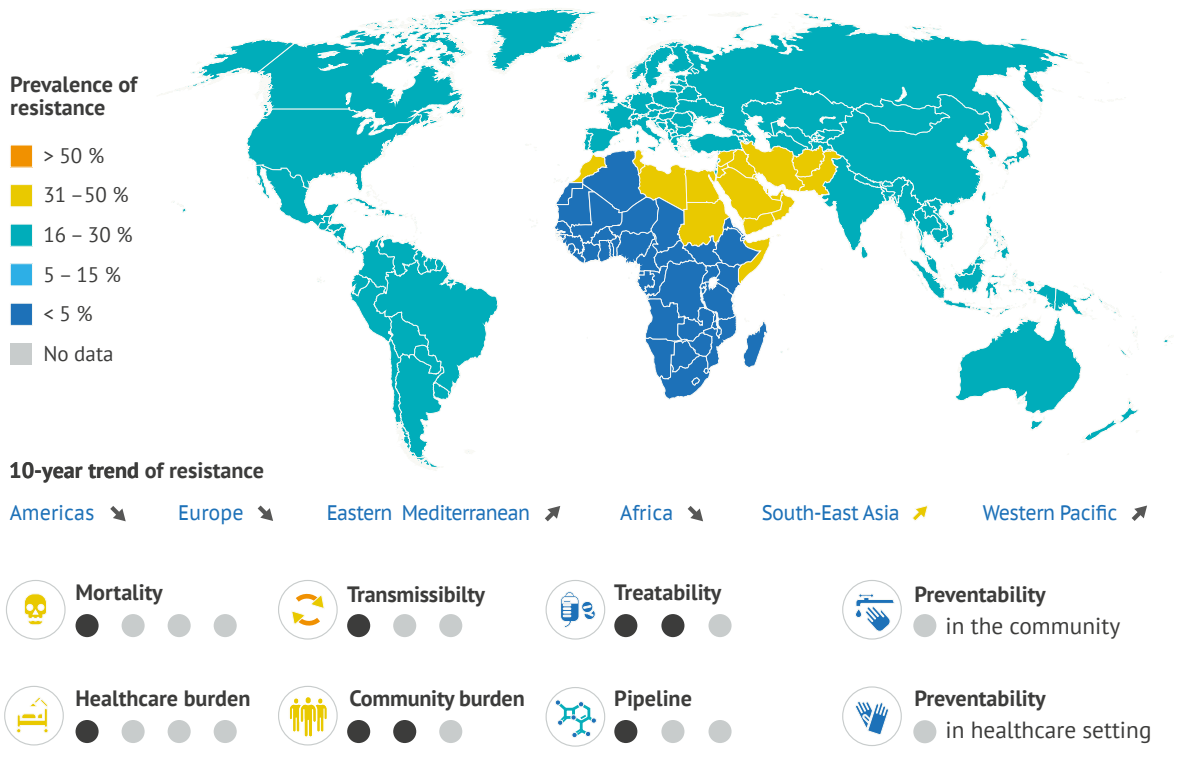 Prevalence of
resistance
> 50 %
31 –50 %
16 – 30 %
5 – 15 %
< 5 %
No data
10-year trend of resistance
Americas
Europe
Eastern Mediterranean
Africa
South-East Asia
Western Pacific
Mortality
Transmissibilty
Treatability
Preventability
in the community
Healthcare burden
Community burden
Pipeline
Preventability
in healthcare setting